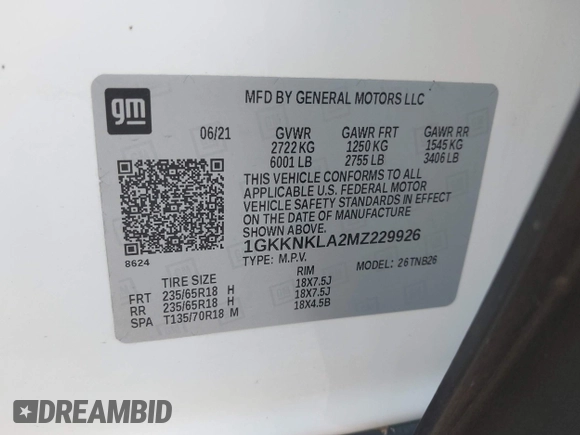 gm
MFD BY GENERAL MOTORS LLC
06/21 GVWR GAWR FRT GAWR RR
2722 KG 1250 KG 1545 KG
6001 LB 2755 LB 3406 LB
THIS VEHICLE CONFORMS TO ALL
APPLICABLE U.S. FEDERAL MOTOR
VEHICLE SAFETY STANDARDS IN EFFECT
ON THE DATE OF MANUFACTURE
SHOWN ABOVE.
8624
1GKKNKLA2MZ229926
TYPE: M.P.V. MODEL: 26TNB26
TIRE SIZE RIM
FRT 235/65R18 H 18X7.5J
RR 235/65R18 H 18X7.5J
SPA T135/70R18 M 18X4.5B
DREAMBID